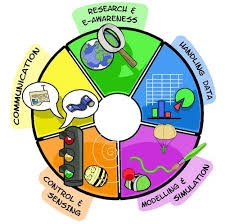 RESEARCH &
E-AWARENESS
HANDLING DATA
MODELLING &
SIMULATION
CONTROL &
SENSING
COMMUNICATION